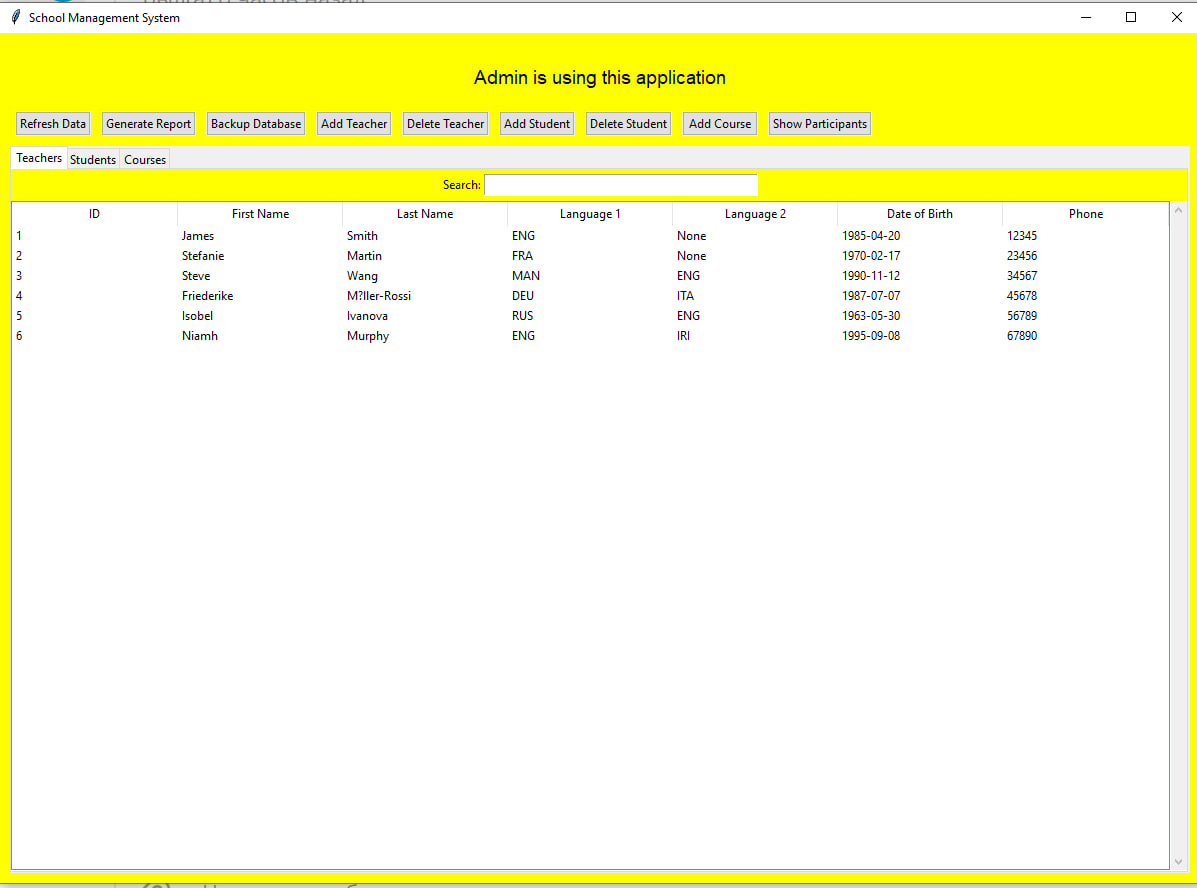 School Management System
Admin is using this application
Refresh Data Generate Report Backup Database Add Teacher Delete Teacher Add Student Delete Student Add Course Show Participants
Teachers Students Courses
Search:
ID First Name Last Name Language 1 Language 2 Date of Birth Phone
1 James Smith ENG None 1985-04-20 12345
2 Stefanie Martin FRA None 1970-02-17 23456
3 Steve Wang MAN ENG 1990-11-12 34567
4 Friederike M?ller-Rossi DEU ITA 1987-07-07 45678
5 Isobel Ivanova RUS ENG 1963-05-30 56789
6 Niamh Murphy ENG IRI 1995-09-08 67890